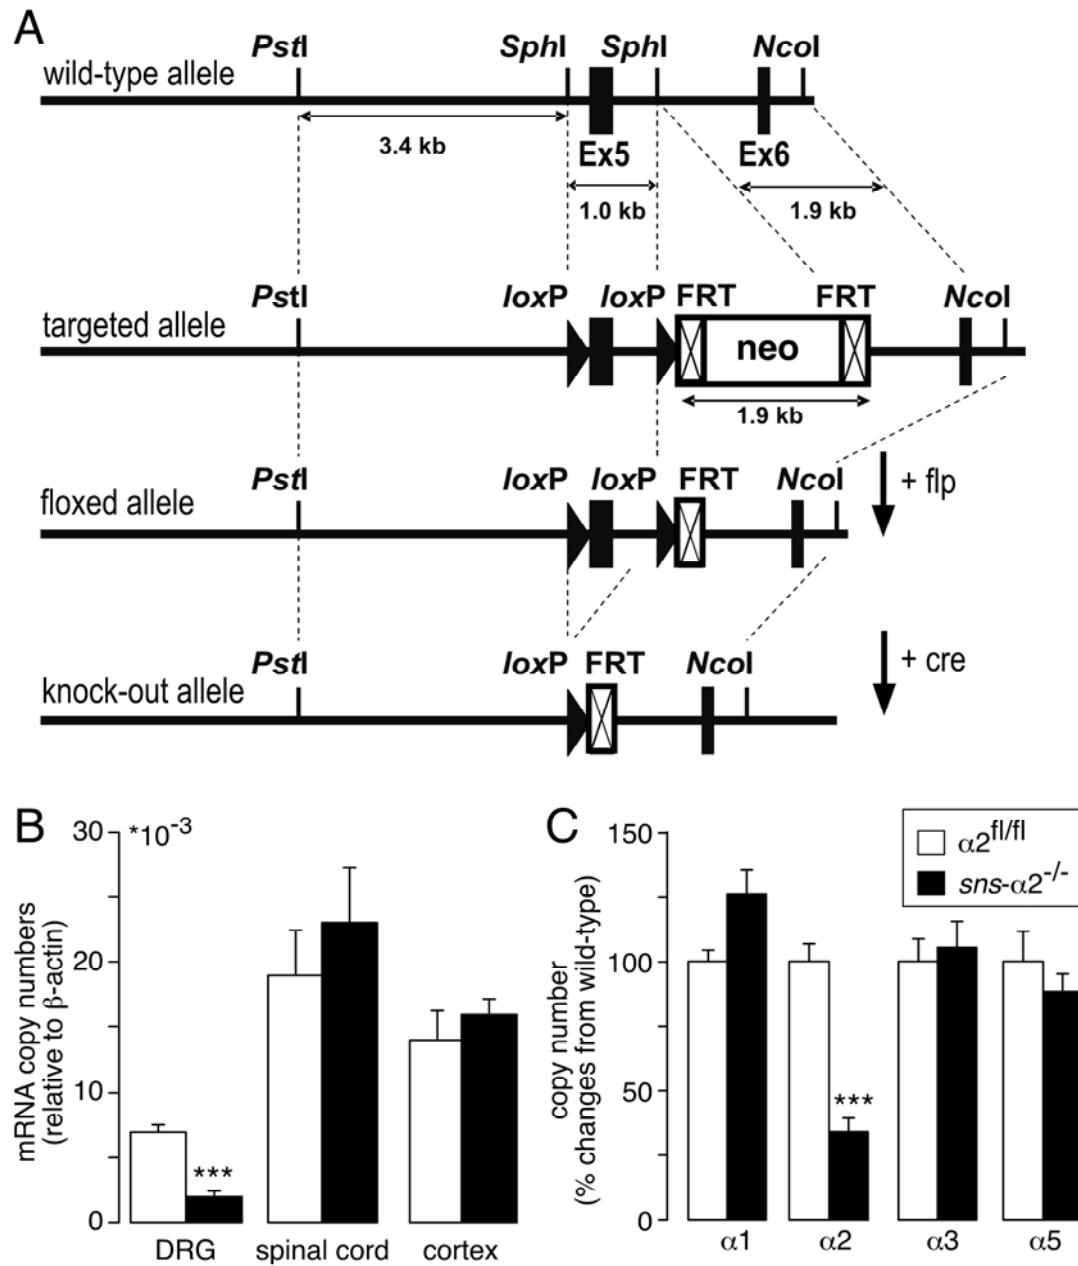 A
PstI SphI SphI NcoI
wild-type allele
3.4 kb Ex5 Ex6
1.0 kb 1.9 kb
PstI loxP loxP FRT FRT NcoI
targeted allele
neo
1.9 kb
PstI loxP loxP FRT NcoI
floxed allele + flp
PstI loxP FRT NcoI
knock-out allele + cre
B
mRNA copy numbers
(relative to β-actin)
30 *10-3
20
10
0
***
DRG spinal cord cortex
C
copy number
(% changes from wild-type)
150
100
50
0
α2fl/fl
sns-α2-/-
***
α1 α2 α3 α5